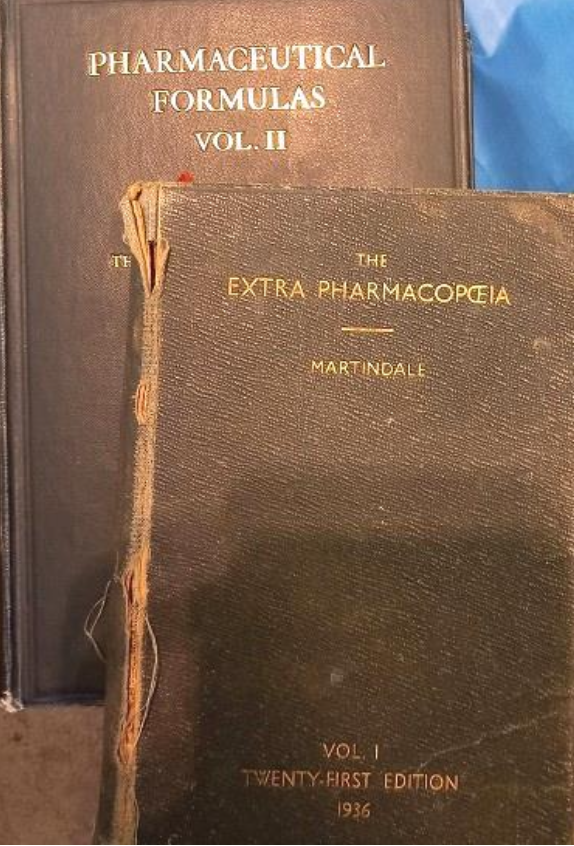 PHARMACEUTICAL
FORMULAS
VOL. II
THE
EXTRA PHARMACOPŒIA
MARTINDALE
VOL. I
TWENTY-FIRST EDITION
1936